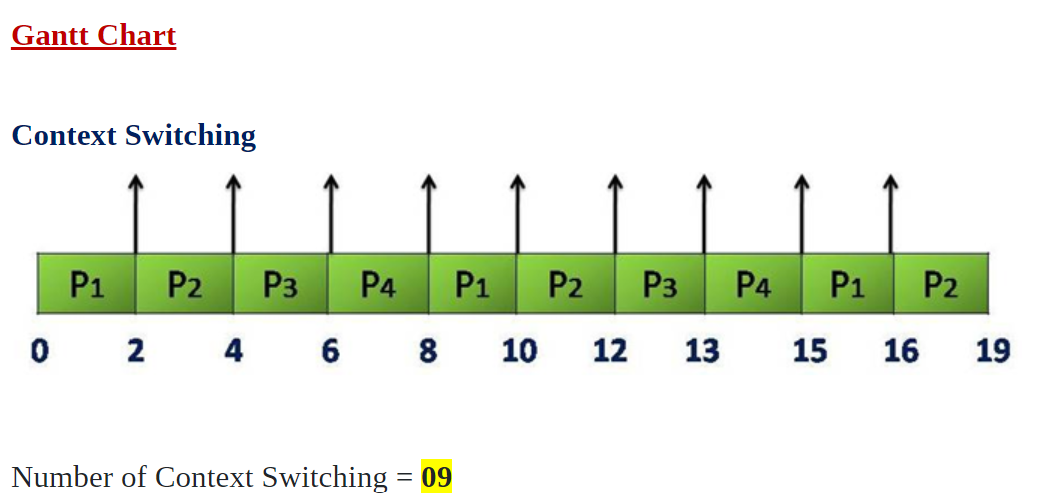 Gantt Chart
Context Switching
P1 P2 P3 P4 P1 P2 P3 P4 P1 P2
0 2 4 6 8 10 12 13 15 16 19
Number of Context Switching = 09